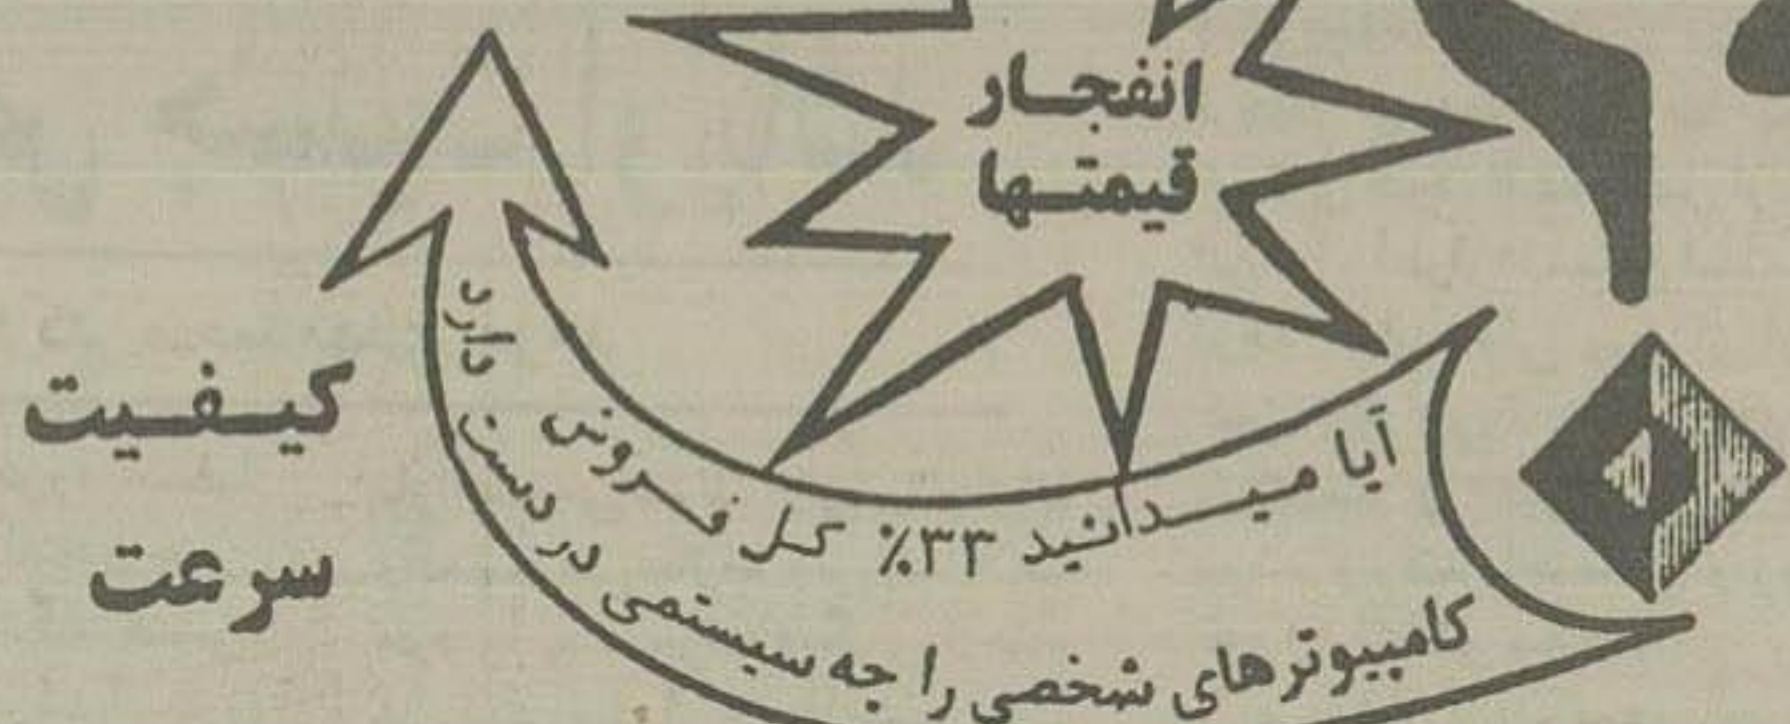 انفجار
قیمتها
آیا میدانید ۳۳٪ کل فروش
کامپیوترهای شخصی را چه سیستمی در دست دارد
کیفیت
سرعت